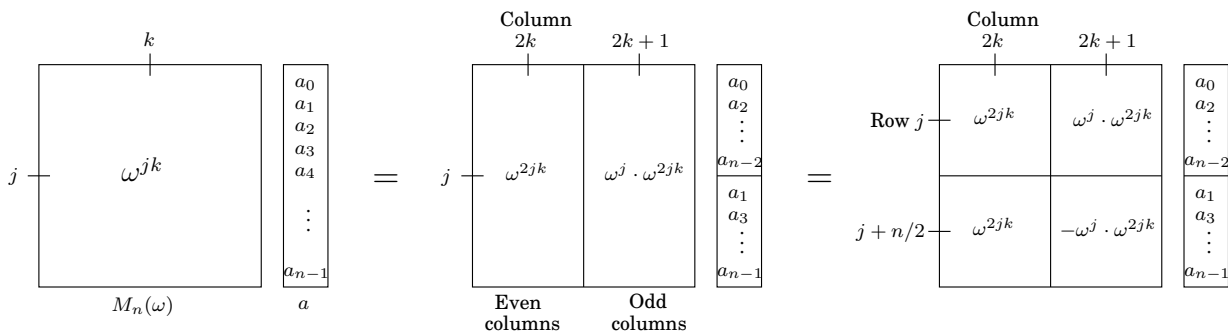 k
j
ω^{jk}
a_0
a_1
a_2
a_3
a_4
⋮
a_{n−1}
M_n(ω)
a
=
Column
2k
2k + 1
j
ω^{2jk}
ω^j · ω^{2jk}
a_0
a_2
⋮
a_{n−2}
a_1
a_3
⋮
a_{n−1}
Even
columns
Odd
columns
=
Column
2k
2k + 1
Row j
ω^{2jk}
ω^j · ω^{2jk}
j + n/2
ω^{2jk}
−ω^j · ω^{2jk}
a_0
a_2
⋮
a_{n−2}
a_1
a_3
⋮
a_{n−1}